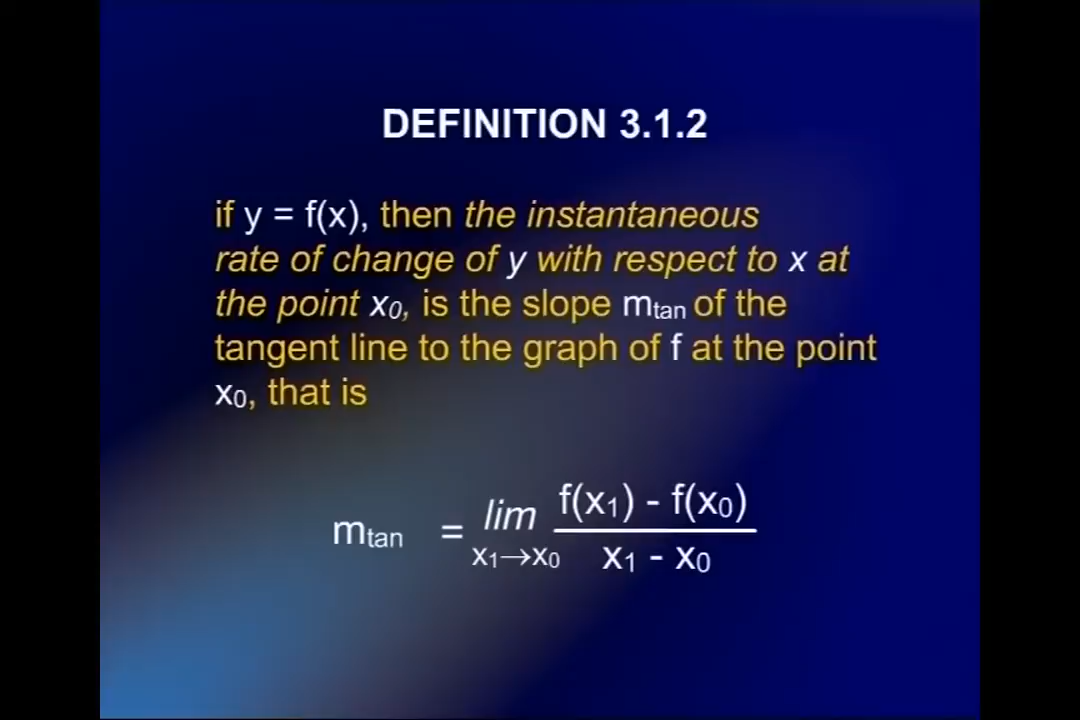 DEFINITION 3.1.2
if y = f(x), then the instantaneous
rate of change of y with respect to x at
the point x₀, is the slope mtan of the
tangent line to the graph of f at the point
x₀, that is
mtan = lim x₁→x₀ f(x₁) - f(x₀) / x₁ - x₀